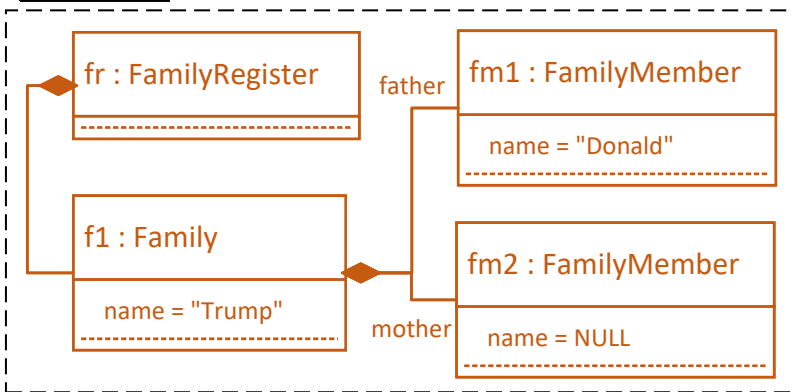 fr : FamilyRegister
father
fm1 : FamilyMember
name = "Donald"
f1 : Family
name = "Trump"
mother
fm2 : FamilyMember
name = NULL